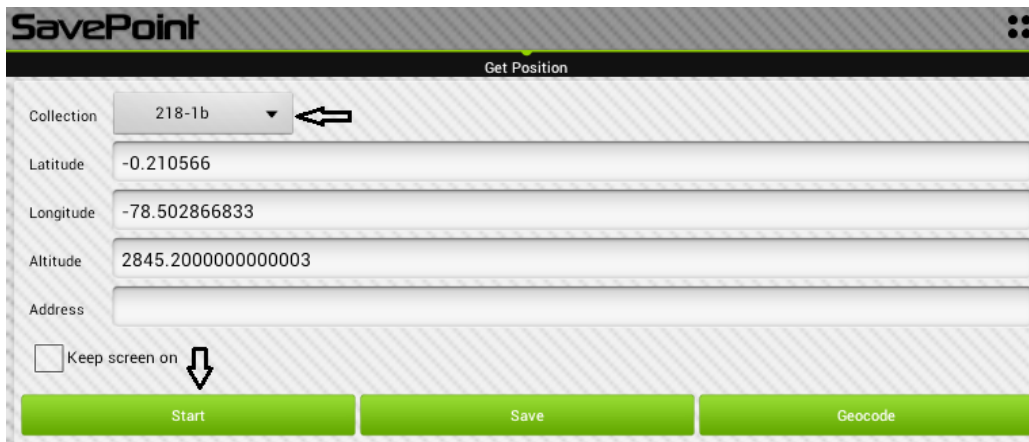 SavePoint
Get Position
Collection 218-1b
Latitude -0.210566
Longitude -78.502866833
Altitude 2845.2000000000003
Address
Keep screen on
Start Save Geocode